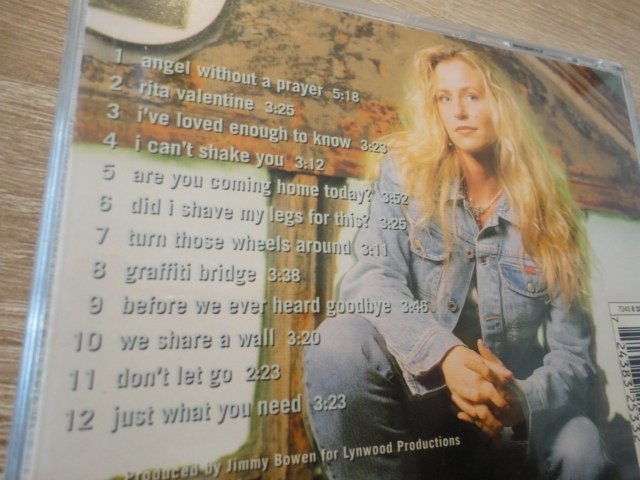 1 angel without a prayer 5:18
2 rita valentine 3:25
3 i've loved enough to know 3:23
4 i can't shake you 3:12
5 are you coming home today? 3:52
6 did i shave my legs for this? 3:25
7 turn those wheels around 3:11
8 graffiti bridge 3:38
9 before we ever heard goodbye 3:46
10 we share a wall 3:20
11 don't let go 2:23
12 just what you need 3:23
Produced by Jimmy Bowen for Lynwood Productions